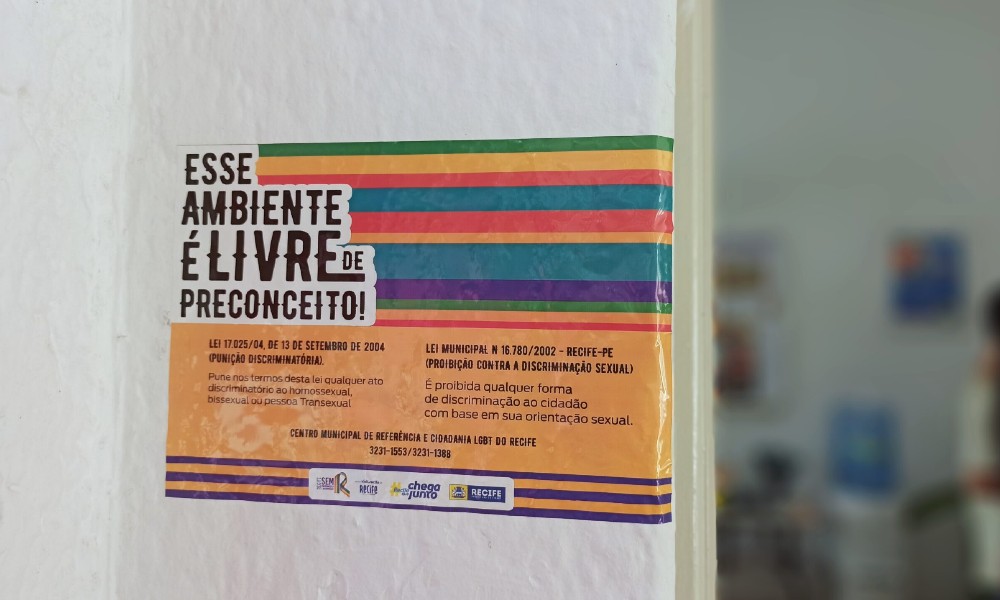 ESSE
AMBIENTE
É LIVRE DE
PRECONCEITO!
LEI 17.025/04, DE 13 DE SETEMBRO DE 2004
(PUNIÇÃO DISCRIMINATÓRIA).
Pune nos termos desta lei qualquer ato
discriminatório ao homossexual,
bissexual ou pessoa Transexual
LEI MUNICIPAL N 16.780/2002 - RECIFE-PE
(PROIBIÇÃO CONTRA A DISCRIMINAÇÃO SEXUAL)
É proibida qualquer forma
de discriminação ao cidadão
com base em sua orientação sexual.
CENTRO MUNICIPAL DE REFERÊNCIA E CIDADANIA LGBT DO RECIFE
3231-1553/3231-1388
SEM
RECIFE
chega
junto
RECIFE